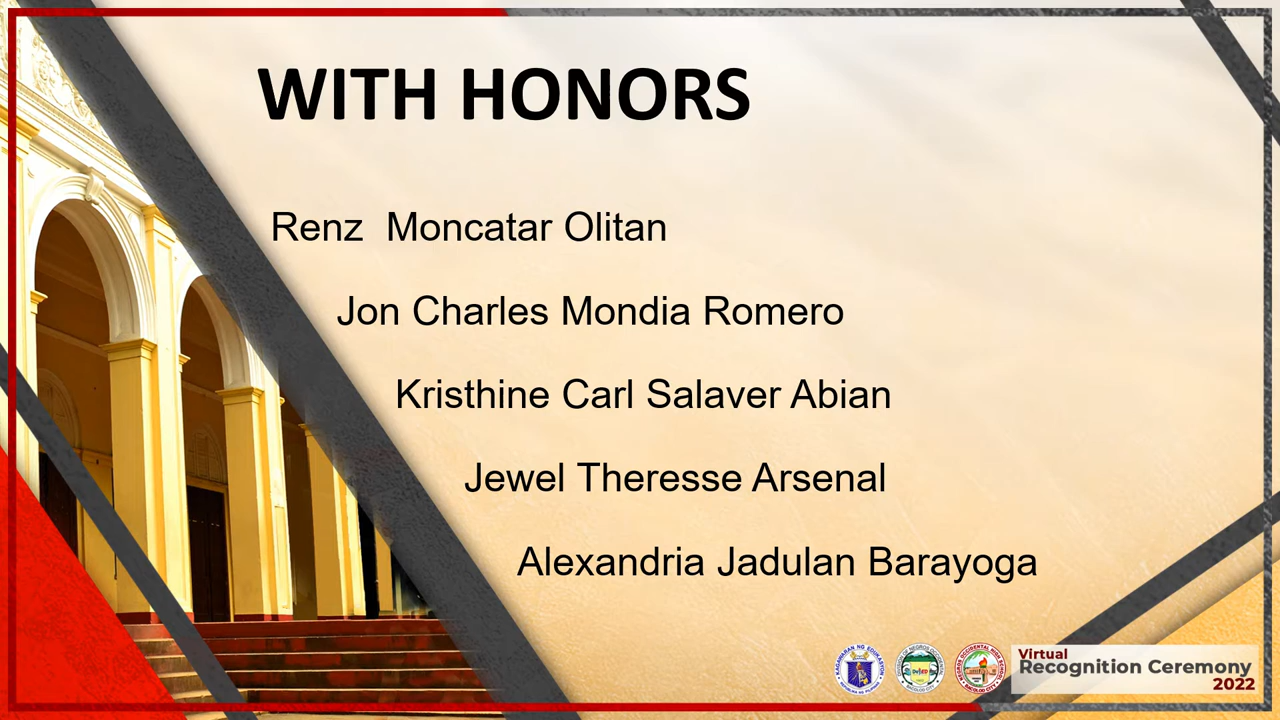 WITH HONORS
Renz Moncatar Olitan
Jon Charles Mondia Romero
Kristhine Carl Salaver Abian
Jewel Theresse Arsenal
Alexandria Jadulan Barayoga
Virtual
Recognition Ceremony
2022